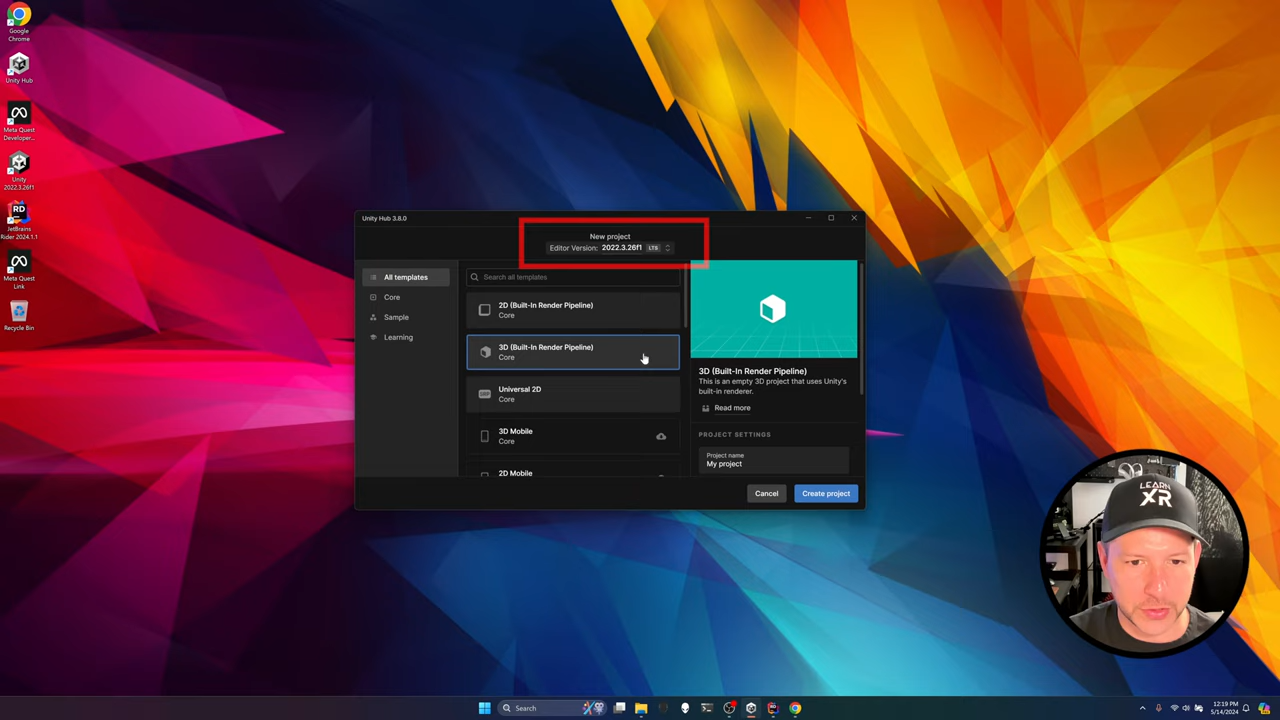 Google
Chrome
Unity Hub
Meta Quest
Developer...
Unity
2022.3.26f1
RD
JetBrains
Rider 2024.1.1
Meta Quest
Link
Recycle Bin
Unity Hub 3.8.0
New project
Editor Version: 2022.3.26f1 LTS
All templates
Core
Sample
Learning
Search all templates
2D (Built-In Render Pipeline)
Core
3D (Built-In Render Pipeline)
Core
SRP
Universal 2D
Core
3D Mobile
Core
2D Mobile
3D (Built-In Render Pipeline)
This is an empty 3D project that uses Unity's
built-in renderer.
Read more
PROJECT SETTINGS
Project name
My project
Cancel
Create project
LEARN
XR
Search
12:19 PM
5/14/2024